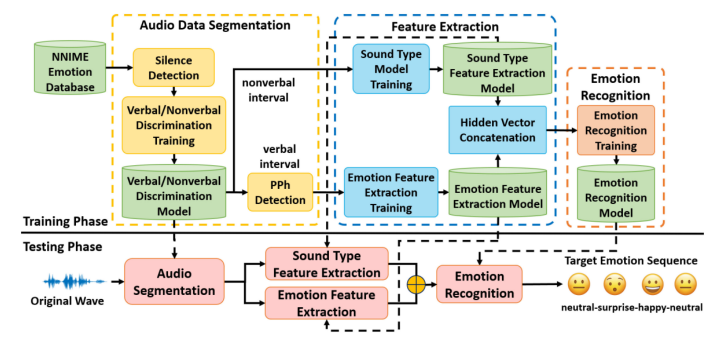 Audio Data Segmentation
Feature Extraction
NNIME
Emotion
Database
Silence
Detection
Verbal/Nonverbal
Discrimination
Training
Verbal/Nonverbal
Discrimination
Model
nonverbal
interval
verbal
interval
PPh
Detection
Sound Type
Model
Training
Sound Type
Feature Extraction
Model
Hidden Vector
Concatenation
Emotion Feature
Extraction
Training
Emotion Feature
Extraction Model
Emotion
Recognition
Emotion
Recognition
Training
Emotion
Recognition
Model
Training Phase
Testing Phase
Original Wave
Audio
Segmentation
Sound Type
Feature Extraction
Emotion Feature
Extraction
Emotion
Recognition
Target Emotion Sequence
neutral-surprise-happy-neutral